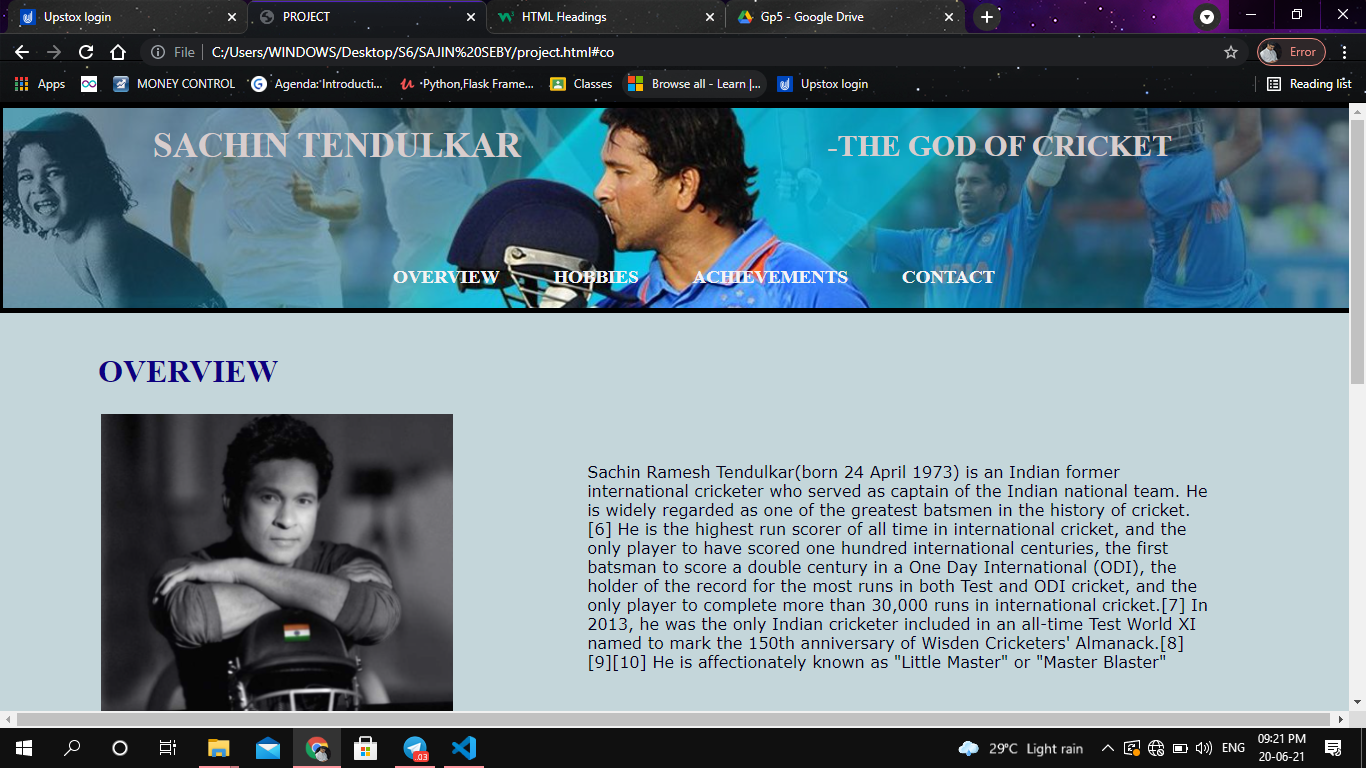 Upstox login
PROJECT
HTML Headings
Gp5 - Google Drive
File
C:/Users/WINDOWS/Desktop/S6/SAJIN%20SEBY/project.html#co
Error
Apps
MONEY CONTROL
Agenda: Introducti...
Python,Flask Frame...
Classes
Browse all - Learn |...
Upstox login
Reading list
SACHIN TENDULKAR
-THE GOD OF CRICKET
OVERVIEW
HOBBIES
ACHIEVEMENTS
CONTACT
OVERVIEW
Sachin Ramesh Tendulkar(born 24 April 1973) is an Indian former
international cricketer who served as captain of the Indian national team. He
is widely regarded as one of the greatest batsmen in the history of cricket.
[6] He is the highest run scorer of all time in international cricket, and the
only player to have scored one hundred international centuries, the first
batsman to score a double century in a One Day International (ODI), the
holder of the record for the most runs in both Test and ODI cricket, and the
only player to complete more than 30,000 runs in international cricket.[7] In
2013, he was the only Indian cricketer included in an all-time Test World XI
named to mark the 150th anniversary of Wisden Cricketers' Almanack.[8]
[9][10] He is affectionately known as "Little Master" or "Master Blaster"
29°C Light rain
ENG
09:21 PM
20-06-21